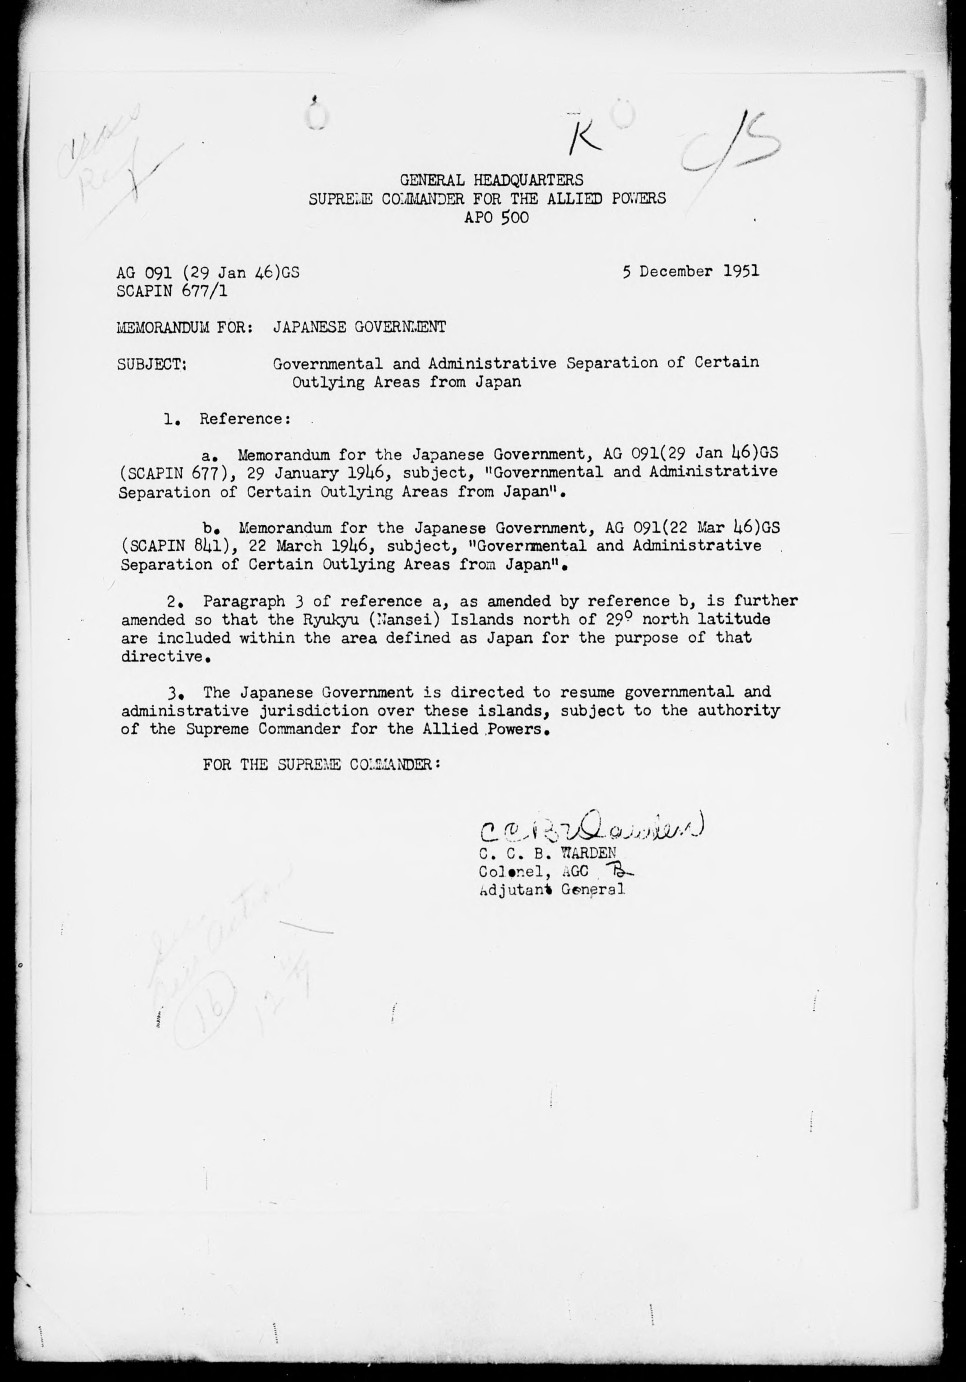 K
C/S
GENERAL HEADQUARTERS
SUPREME COMMANDER FOR THE ALLIED POWERS
APO 500
AG 091 (29 Jan 46)GS
5 December 1951
SCAPIN 677/1
MEMORANDUM FOR: JAPANESE GOVERNMENT
SUBJECT: Governmental and Administrative Separation of Certain
Outlying Areas from Japan
1. Reference:
a. Memorandum for the Japanese Government, AG 091(29 Jan 46)GS
(SCAPIN 677), 29 January 1946, subject, "Governmental and Administrative
Separation of Certain Outlying Areas from Japan".
b. Memorandum for the Japanese Government, AG 091(22 Mar 46)GS
(SCAPIN 841), 22 March 1946, subject, "Governmental and Administrative
Separation of Certain Outlying Areas from Japan".
2. Paragraph 3 of reference a, as amended by reference b, is further
amended so that the Ryukyu (Nansei) Islands north of 29° north latitude
are included within the area defined as Japan for the purpose of that
directive.
3. The Japanese Government is directed to resume governmental and
administrative jurisdiction over these islands, subject to the authority
of the Supreme Commander for the Allied Powers.
FOR THE SUPREME COMMANDER:
C. C. B. WARDEN
Colonel, AGC
Adjutant General
16